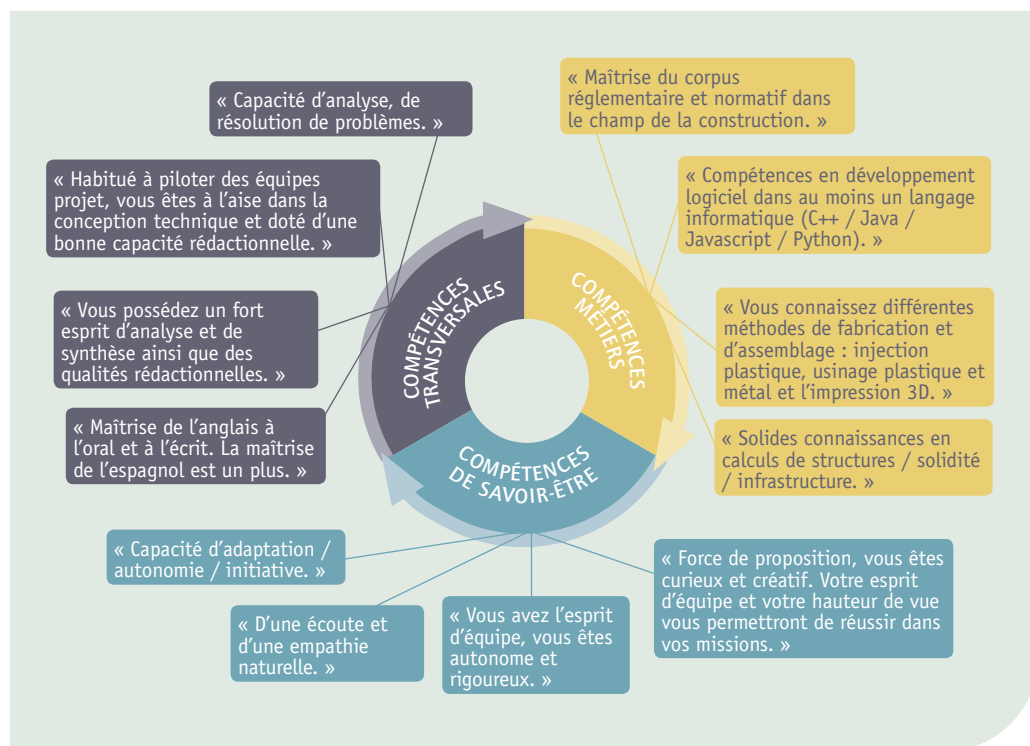 « Capacité d'analyse, de
résolution de problèmes. »
« Habitué à piloter des équipes
projet, vous êtes à l'aise dans la
conception technique et doté d'une
bonne capacité rédactionnelle. »
« Vous possédez un fort
esprit d'analyse et de
synthèse ainsi que des
qualités rédactionnelles. »
« Maîtrise de l'anglais à
l'oral et à l'écrit. La maîtrise
de l'espagnol est un plus. »
COMPÉTENCES
TRANSVERSALES
COMPÉTENCES
MÉTIERS
« Maîtrise du corpus
réglementaire et normatif dans
le champ de la construction. »
« Compétences en développement
logiciel dans au moins un langage
informatique (C++ / Java /
Javascript / Python). »
« Vous connaissez différentes
méthodes de fabrication et
d'assemblage : injection
plastique, usinage plastique et
métal et l'impression 3D. »
« Solides connaissances en
calculs de structures / solidité
/ infrastructure. »
COMPÉTENCES
DE SAVOIR-ÊTRE
« Capacité d'adaptation /
autonomie / initiative. »
« D'une écoute et
d'une empathie
naturelle. »
« Vous avez l'esprit
d'équipe, vous êtes
autonome et
rigoureux. »
« Force de proposition, vous êtes
curieux et créatif. Votre esprit
d'équipe et votre hauteur de vue
vous permettront de réussir dans
vos missions. »